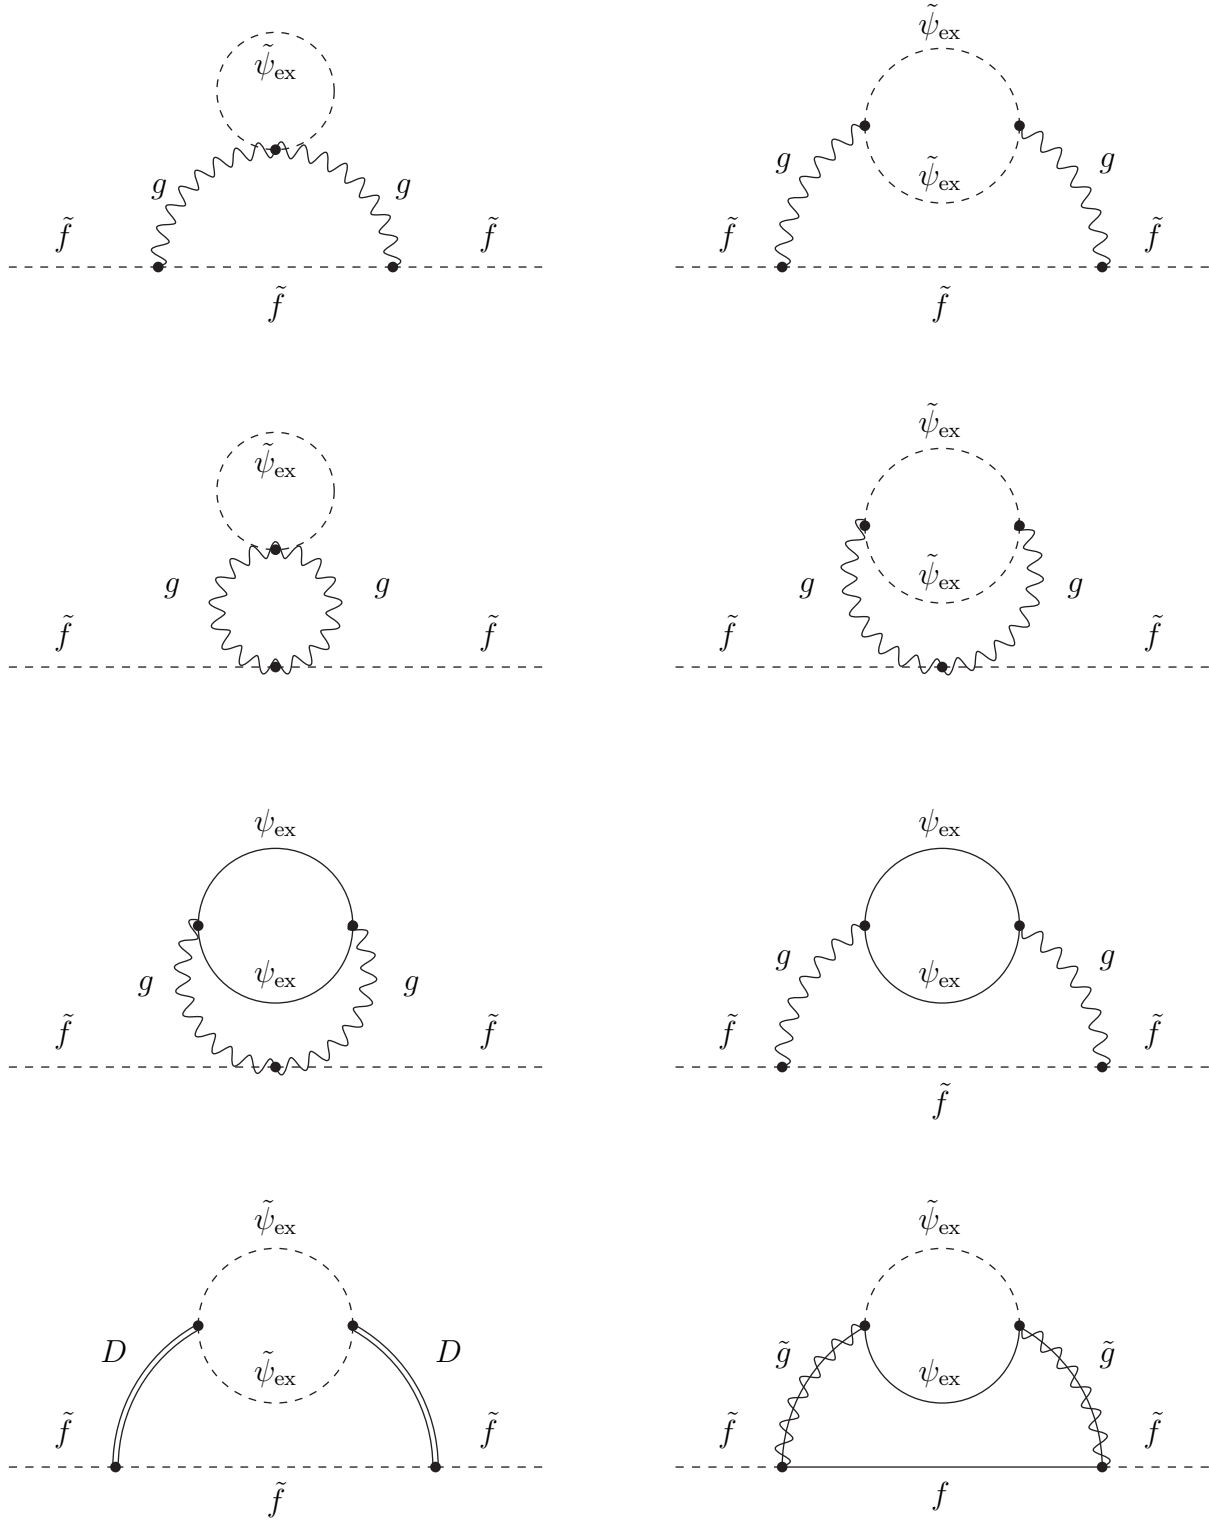 ψ̃ex
g g
f̃ f̃
f̃
ψ̃ex
g ψ̃ex g
f̃ f̃
f̃
ψ̃ex
g g
f̃ f̃
ψ̃ex
g ψ̃ex g
f̃ f̃
ψex
g ψex g
f̃ f̃
ψex
g ψex g
f̃ f̃
f̃
ψ̃ex
D ψ̃ex D
f̃ f̃
f̃
ψ̃ex
g̃ ψex g̃
f̃ f̃
f